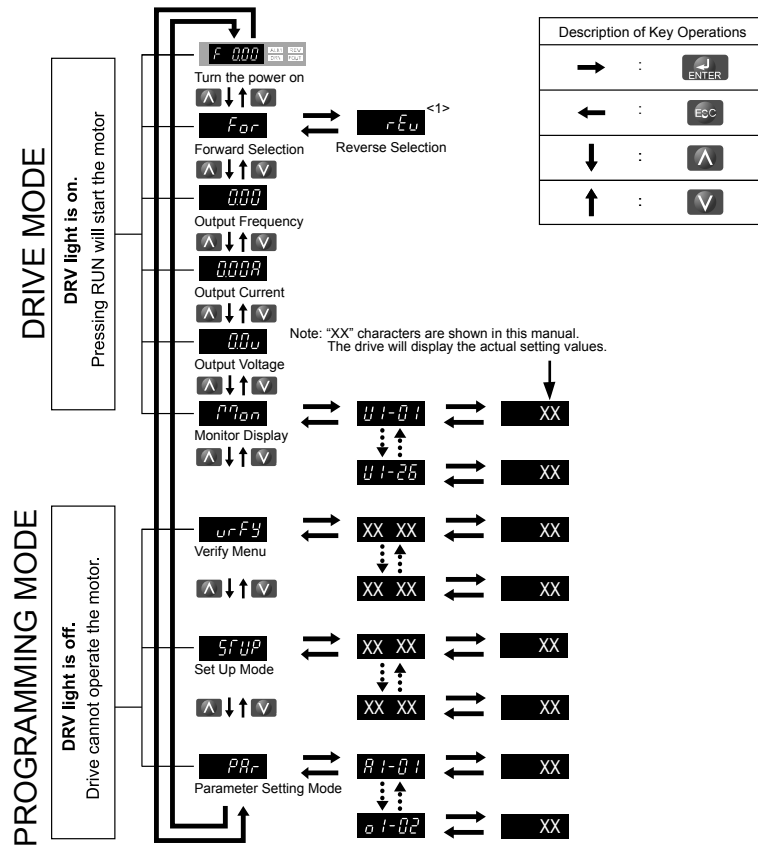 DRIVE MODE
DRV light is on.
Pressing RUN will start the motor
F 0.00
ALM REV
DRV FOUT
Turn the power on
For
rEv
<1>
Forward Selection
Reverse Selection
0.00
Output Frequency
0.00A
Output Current
0.0v
Output Voltage
Mon
U1-01
XX
Monitor Display
U1-26
XX
Note: “XX” characters are shown in this manual.
The drive will display the actual setting values.
Description of Key Operations
:
ENTER
:
ESC
:
:
PROGRAMMING MODE
DRV light is off.
Drive cannot operate the motor.
vrFY
XX XX
XX
Verify Menu
XX XX
XX
STUP
XX XX
XX
Set Up Mode
XX XX
XX
PAr
A1-01
XX
Parameter Setting Mode
o1-02
XX